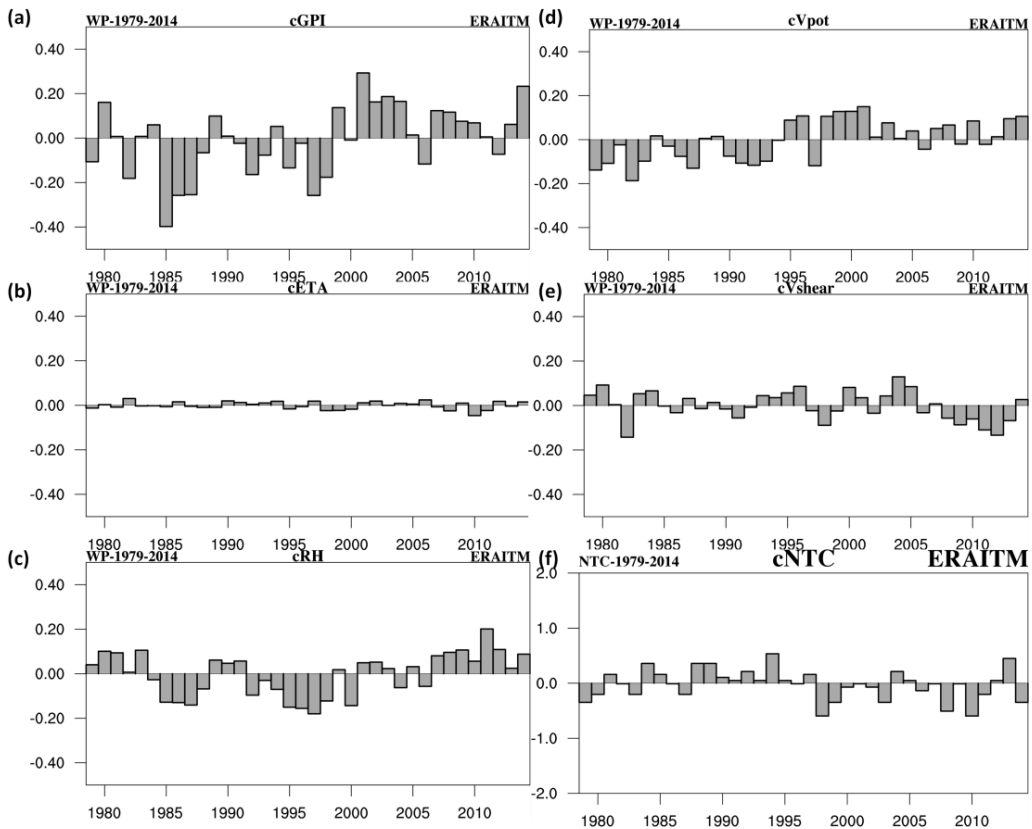 (a) WP-1979-2014 cGPI ERAITM
0.40
0.20
0.00
-0.20
-0.40
1980 1985 1990 1995 2000 2005 2010
(b) WP-1979-2014 cETA ERAITM
0.40
0.20
0.00
-0.20
-0.40
1980 1985 1990 1995 2000 2005 2010
(c) WP-1979-2014 cRH ERAITM
0.40
0.20
0.00
-0.20
-0.40
1980 1985 1990 1995 2000 2005 2010
(d) WP-1979-2014 cVpot ERAITM
0.40
0.20
0.00
-0.20
-0.40
1980 1985 1990 1995 2000 2005 2010
(e) WP-1979-2014 cVshear ERAITM
0.40
0.20
0.00
-0.20
-0.40
1980 1985 1990 1995 2000 2005 2010
(f) NTC-1979-2014 cNTC ERAITM
2.0
1.0
0.0
-1.0
-2.0
1980 1985 1990 1995 2000 2005 2010